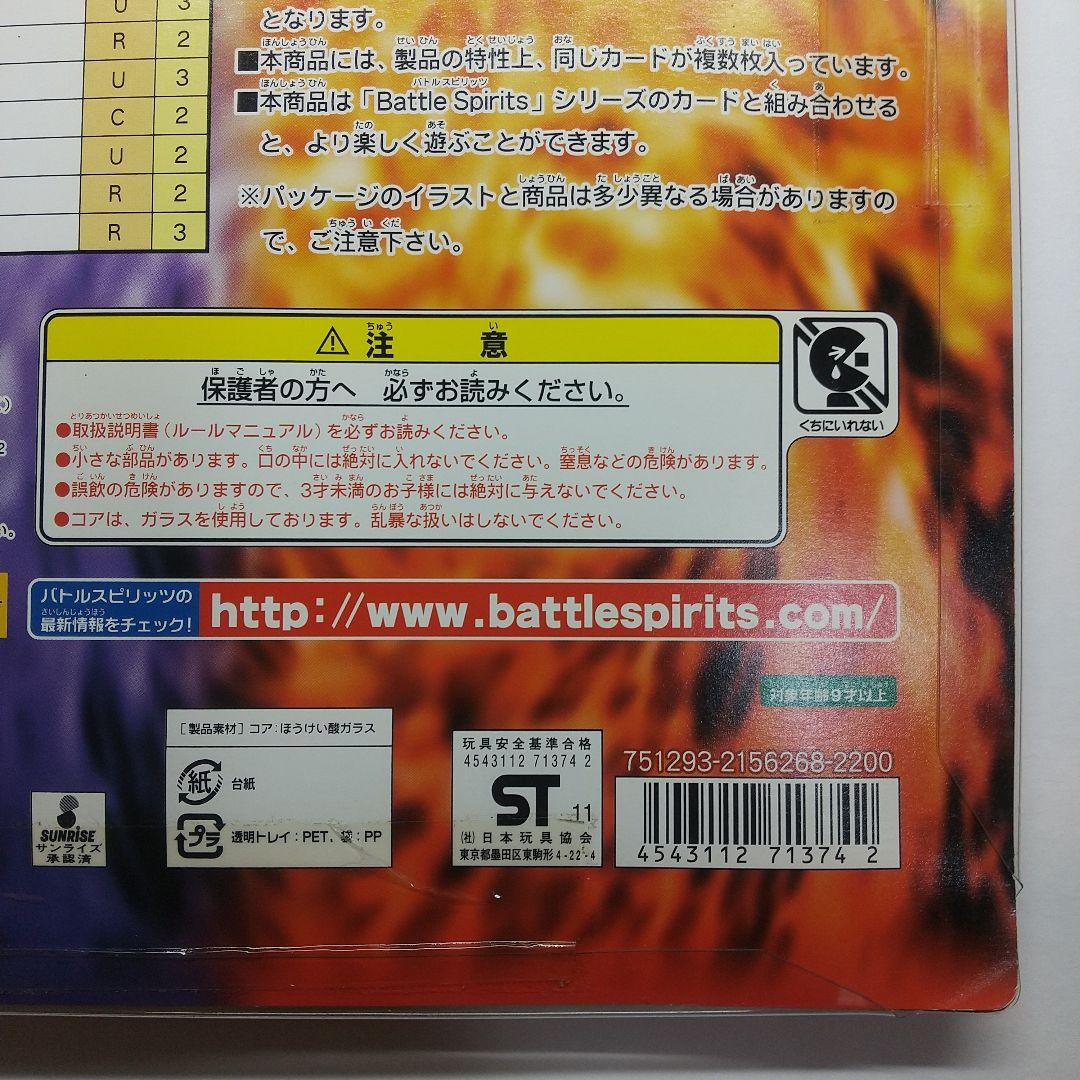 U 3
R 2
U 3
C 2
U 2
R 2
R 3
となります。
■本商品には、製品の特性上、同じカードが複数枚入っています。
■本商品は「Battle Spirits」シリーズのカードと組み合わせる
と、より楽しく遊ぶことができます。
※パッケージのイラストと商品は多少異なる場合がありますの
で、ご注意下さい。
⚠注 意
保護者の方へ 必ずお読みください。
●取扱説明書(ルールマニュアル)を必ずお読みください。
●小さな部品があります。口の中には絶対に入れないでください。窒息などの危険があります。
●誤飲の危険がありますので、3才未満のお子様には絶対に与えないでください。
●コアは、ガラスを使用しております。乱暴な扱いはしないでください。
くちにいれない
バトルスピリッツの
最新情報をチェック!
http://www.battlespirits.com/
対象年齢9才以上
SUNRISE
サンライズ
承認済
[製品素材]コア:ほうけい酸ガラス
紙 台紙
プラ 透明トレイ:PET、袋:PP
玩具安全基準合格
4543112 71374 2
ST 11
(社)日本玩具協会
東京都墨田区東駒形4-22-4
751293-2156268-2200
4543112 713742